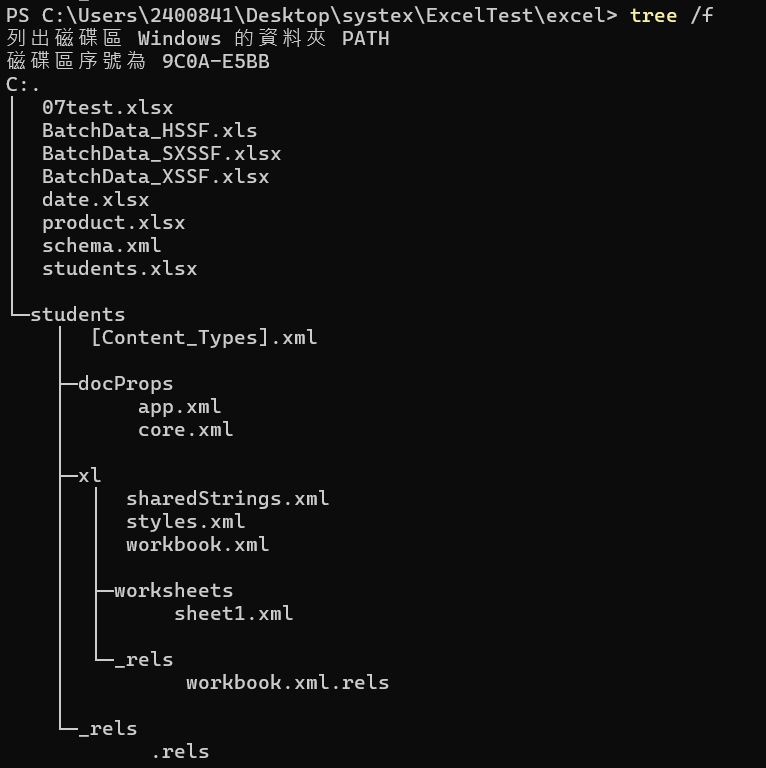 PS C:\Users\2400841\Desktop\systex\ExcelTest\excel> tree /f
列出磁碟區 Windows 的資料夾 PATH
磁碟區序號為 9C0A-E5BB
C:.
│  07test.xlsx
│  BatchData_HSSF.xls
│  BatchData_SXSSF.xlsx
│  BatchData_XSSF.xlsx
│  date.xlsx
│  product.xlsx
│  schema.xml
│  students.xlsx
│
└─students
    │  [Content_Types].xml
    │
    ├─docProps
    │      app.xml
    │      core.xml
    │
    ├─xl
    │  │  sharedStrings.xml
    │  │  styles.xml
    │  │  workbook.xml
    │  │
    │  ├─worksheets
    │  │      sheet1.xml
    │  │
    │  └─_rels
    │          workbook.xml.rels
    │
    └─_rels
            .rels